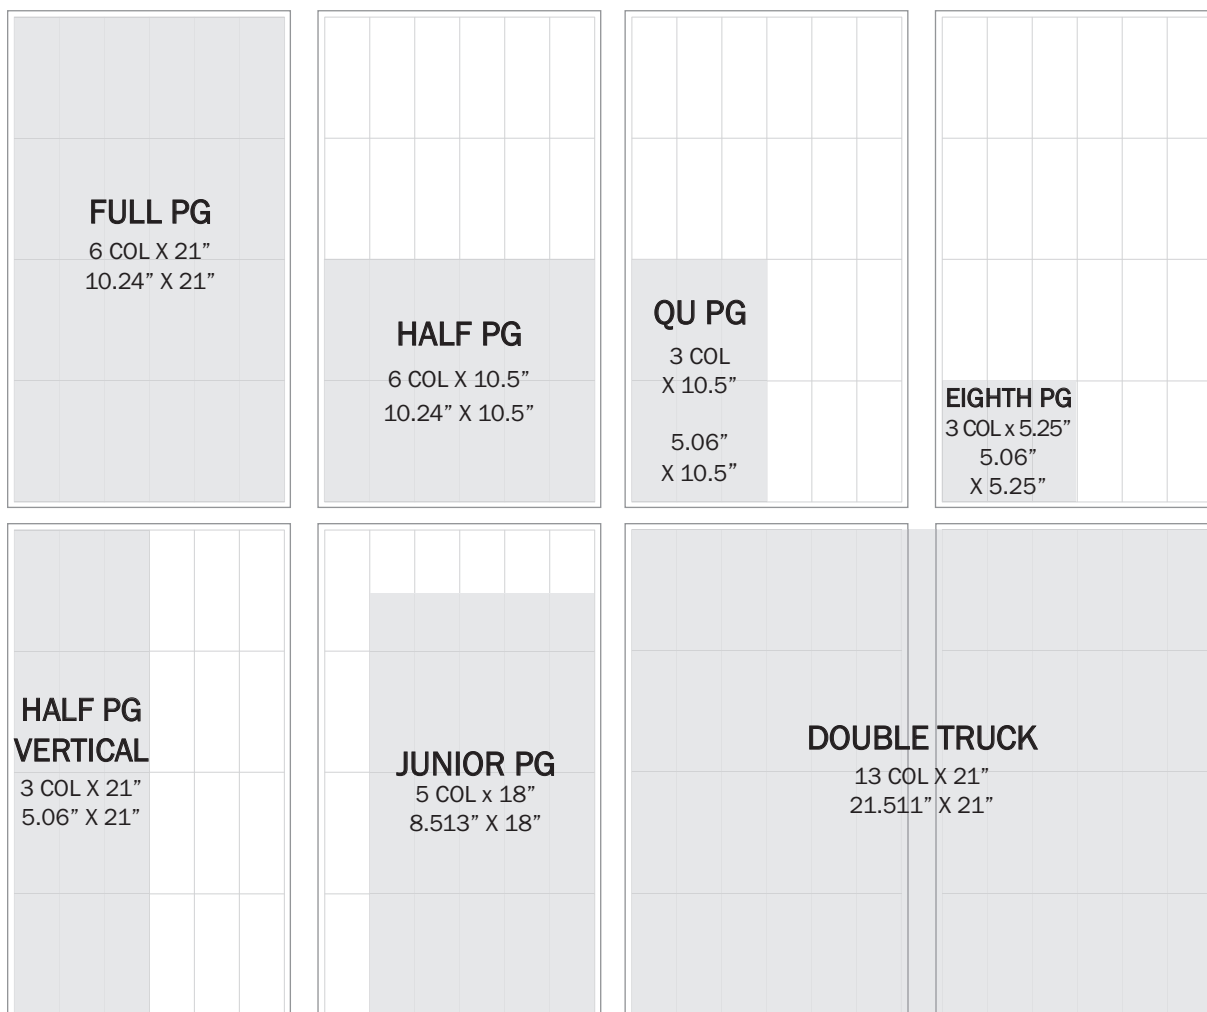 FULL PG
6 COL X 21”
10.24” X 21”
HALF PG
6 COL X 10.5”
10.24” X 10.5”
QU PG
3 COL
X 10.5”
5.06”
X 10.5”
EIGHTH PG
3 COL x 5.25”
5.06”
X 5.25”
HALF PG
VERTICAL
3 COL X 21”
5.06” X 21”
JUNIOR PG
5 COL x 18”
8.513” X 18”
DOUBLE TRUCK
13 COL X 21”
21.511” X 21”